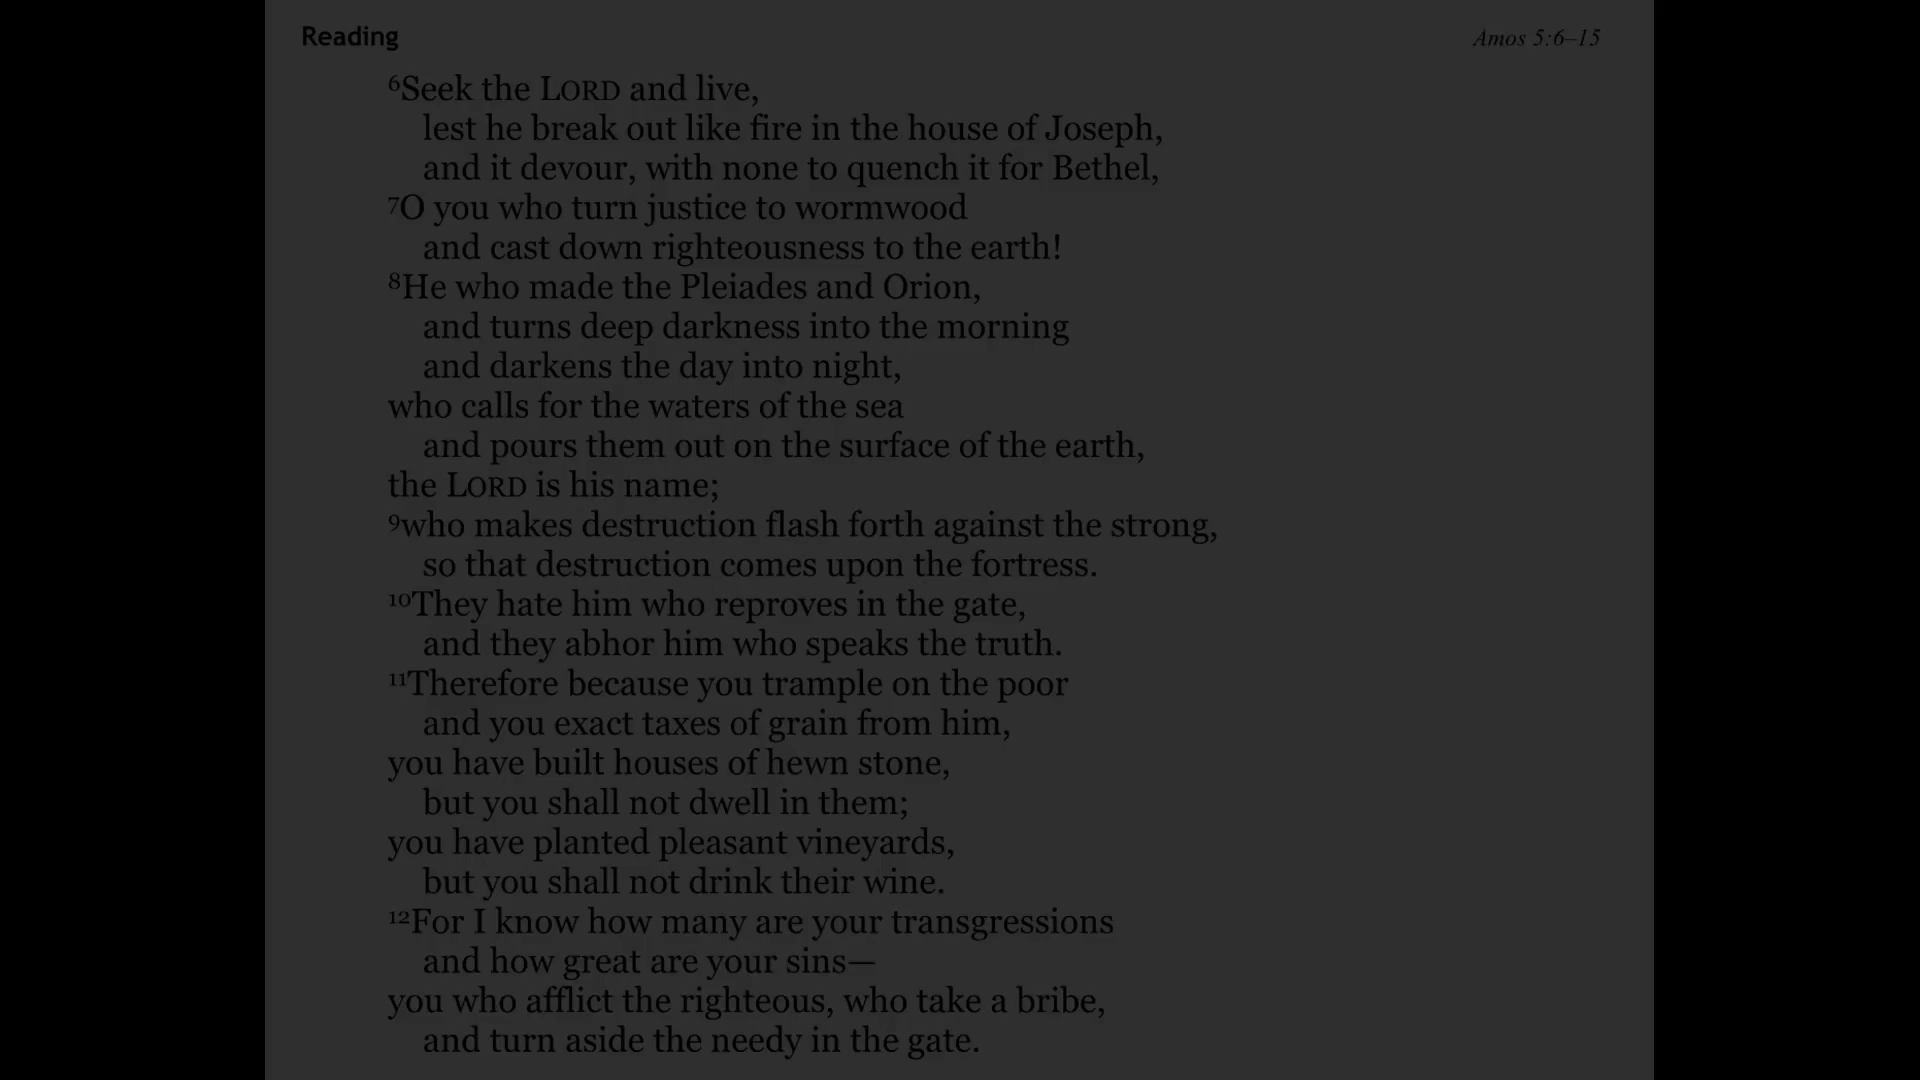 Reading
Amos 5:6–15
⁶Seek the LORD and live,
lest he break out like fire in the house of Joseph,
and it devour, with none to quench it for Bethel,
⁷O you who turn justice to wormwood
and cast down righteousness to the earth!
⁸He who made the Pleiades and Orion,
and turns deep darkness into the morning
and darkens the day into night,
who calls for the waters of the sea
and pours them out on the surface of the earth,
the LORD is his name;
⁹who makes destruction flash forth against the strong,
so that destruction comes upon the fortress.
¹⁰They hate him who reproves in the gate,
and they abhor him who speaks the truth.
¹¹Therefore because you trample on the poor
and you exact taxes of grain from him,
you have built houses of hewn stone,
but you shall not dwell in them;
you have planted pleasant vineyards,
but you shall not drink their wine.
¹²For I know how many are your transgressions
and how great are your sins—
you who afflict the righteous, who take a bribe,
and turn aside the needy in the gate.